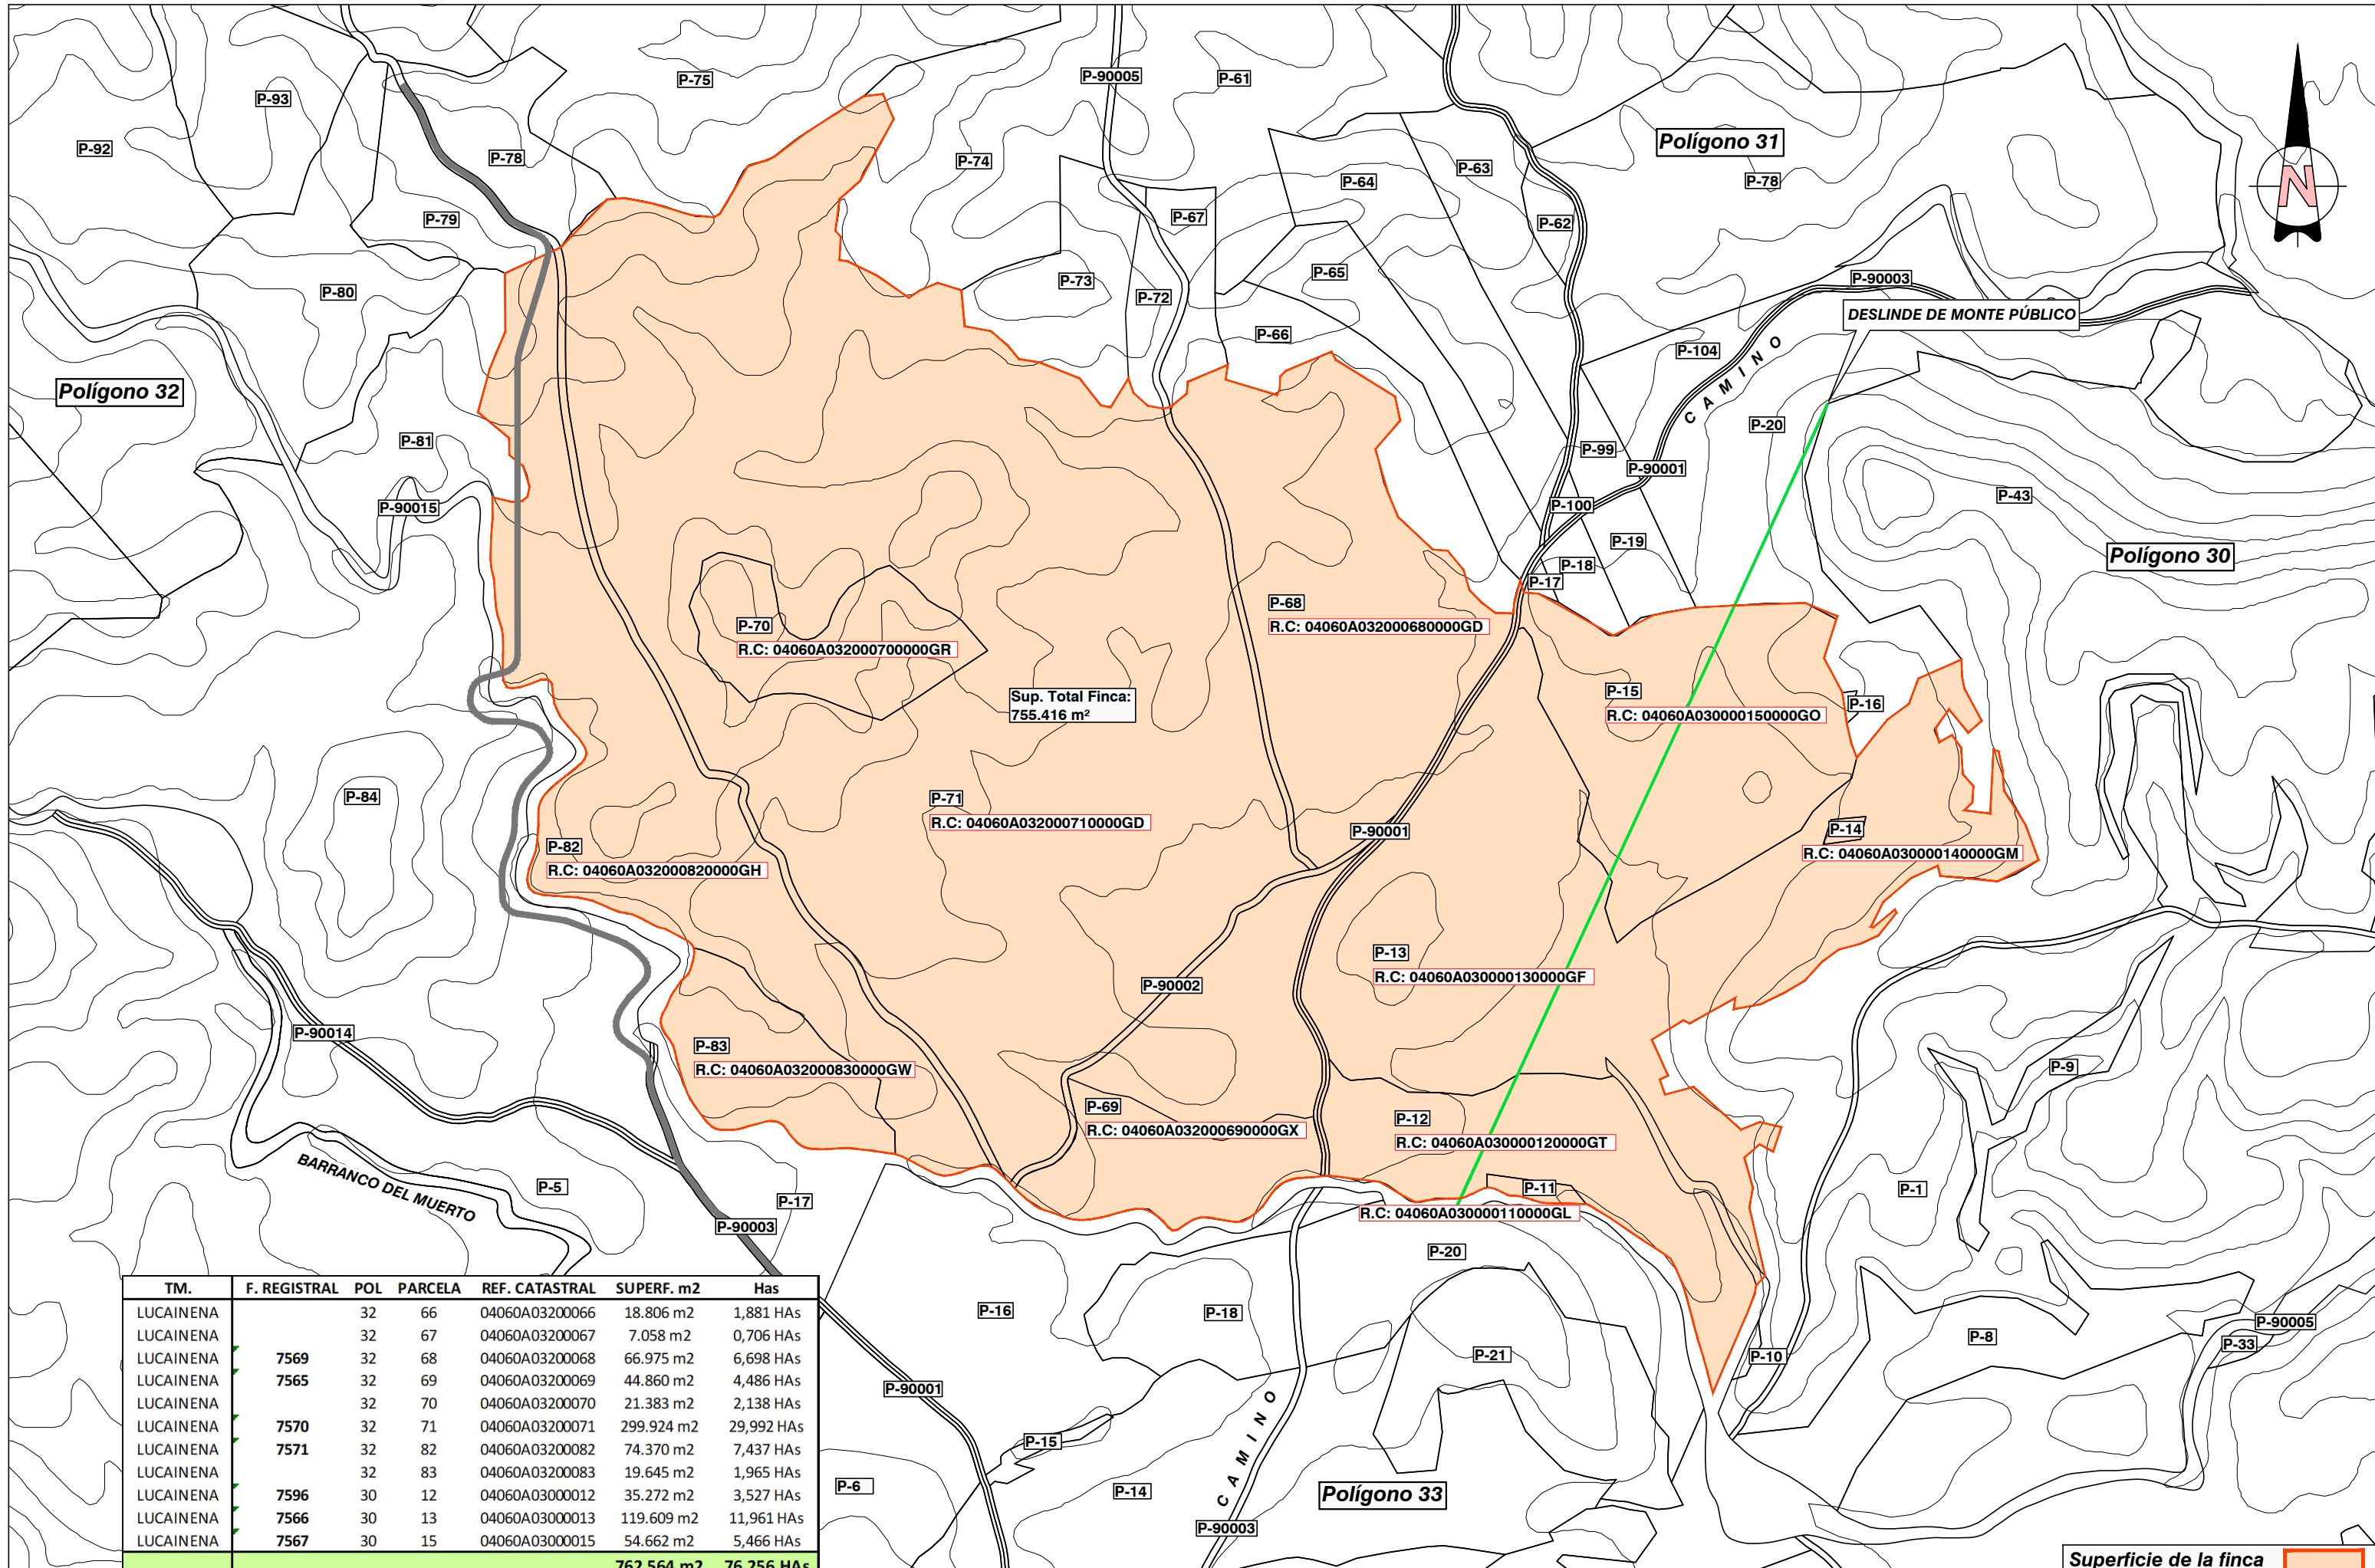 P-75
P-90005
P-61
P-93
Polígono 31
P-92
P-78
P-74
P-63
P-64
P-78
N
P-79
P-67
P-62
P-80
P-73
P-65
P-90003
P-72
DESLINDE DE MONTE PÚBLICO
P-66
P-104
CAMINO
Polígono 32
P-20
P-81
P-99
P-90001
P-43
P-90015
P-100
P-19
Polígono 30
P-18
P-17
P-68
R.C: 04060A032000680000GD
P-70
R.C: 04060A032000700000GR
Sup. Total Finca:
755.416 m²
P-15
R.C: 04060A030000150000GO
P-16
P-84
P-71
R.C: 04060A032000710000GD
P-90001
P-14
R.C: 04060A030000140000GM
P-82
R.C: 04060A032000820000GH
P-13
R.C: 04060A030000130000GF
P-90002
P-90014
P-83
R.C: 04060A032000830000GW
P-9
P-69
R.C: 04060A032000690000GX
P-12
R.C: 04060A030000120000GT
BARRANCO DEL MUERTO
P-5
P-17
P-11
R.C: 04060A030000110000GL
P-1
P-90003
P-20
P-16
P-18
P-90005
P-8
P-33
P-21
P-10
P-90001
CAMINO
P-15
P-6
P-14
Polígono 33
P-90003
TM. F. REGISTRAL POL PARCELA REF. CATASTRAL SUPERF. m2 Has
LUCAINENA 32 66 04060A03200066 18.806 m2 1,881 HAs
LUCAINENA 32 67 04060A03200067 7.058 m2 0,706 HAs
LUCAINENA 7569 32 68 04060A03200068 66.975 m2 6,698 HAs
LUCAINENA 7565 32 69 04060A03200069 44.860 m2 4,486 HAs
LUCAINENA 32 70 04060A03200070 21.383 m2 2,138 HAs
LUCAINENA 7570 32 71 04060A03200071 299.924 m2 29,992 HAs
LUCAINENA 7571 32 82 04060A03200082 74.370 m2 7,437 HAs
LUCAINENA 32 83 04060A03200083 19.645 m2 1,965 HAs
LUCAINENA 7596 30 12 04060A03000012 35.272 m2 3,527 HAs
LUCAINENA 7566 30 13 04060A03000013 119.609 m2 11,961 HAs
LUCAINENA 7567 30 15 04060A03000015 54.662 m2 5,466 HAs
762.564 m2 76,256 HAs
Superficie de la finca